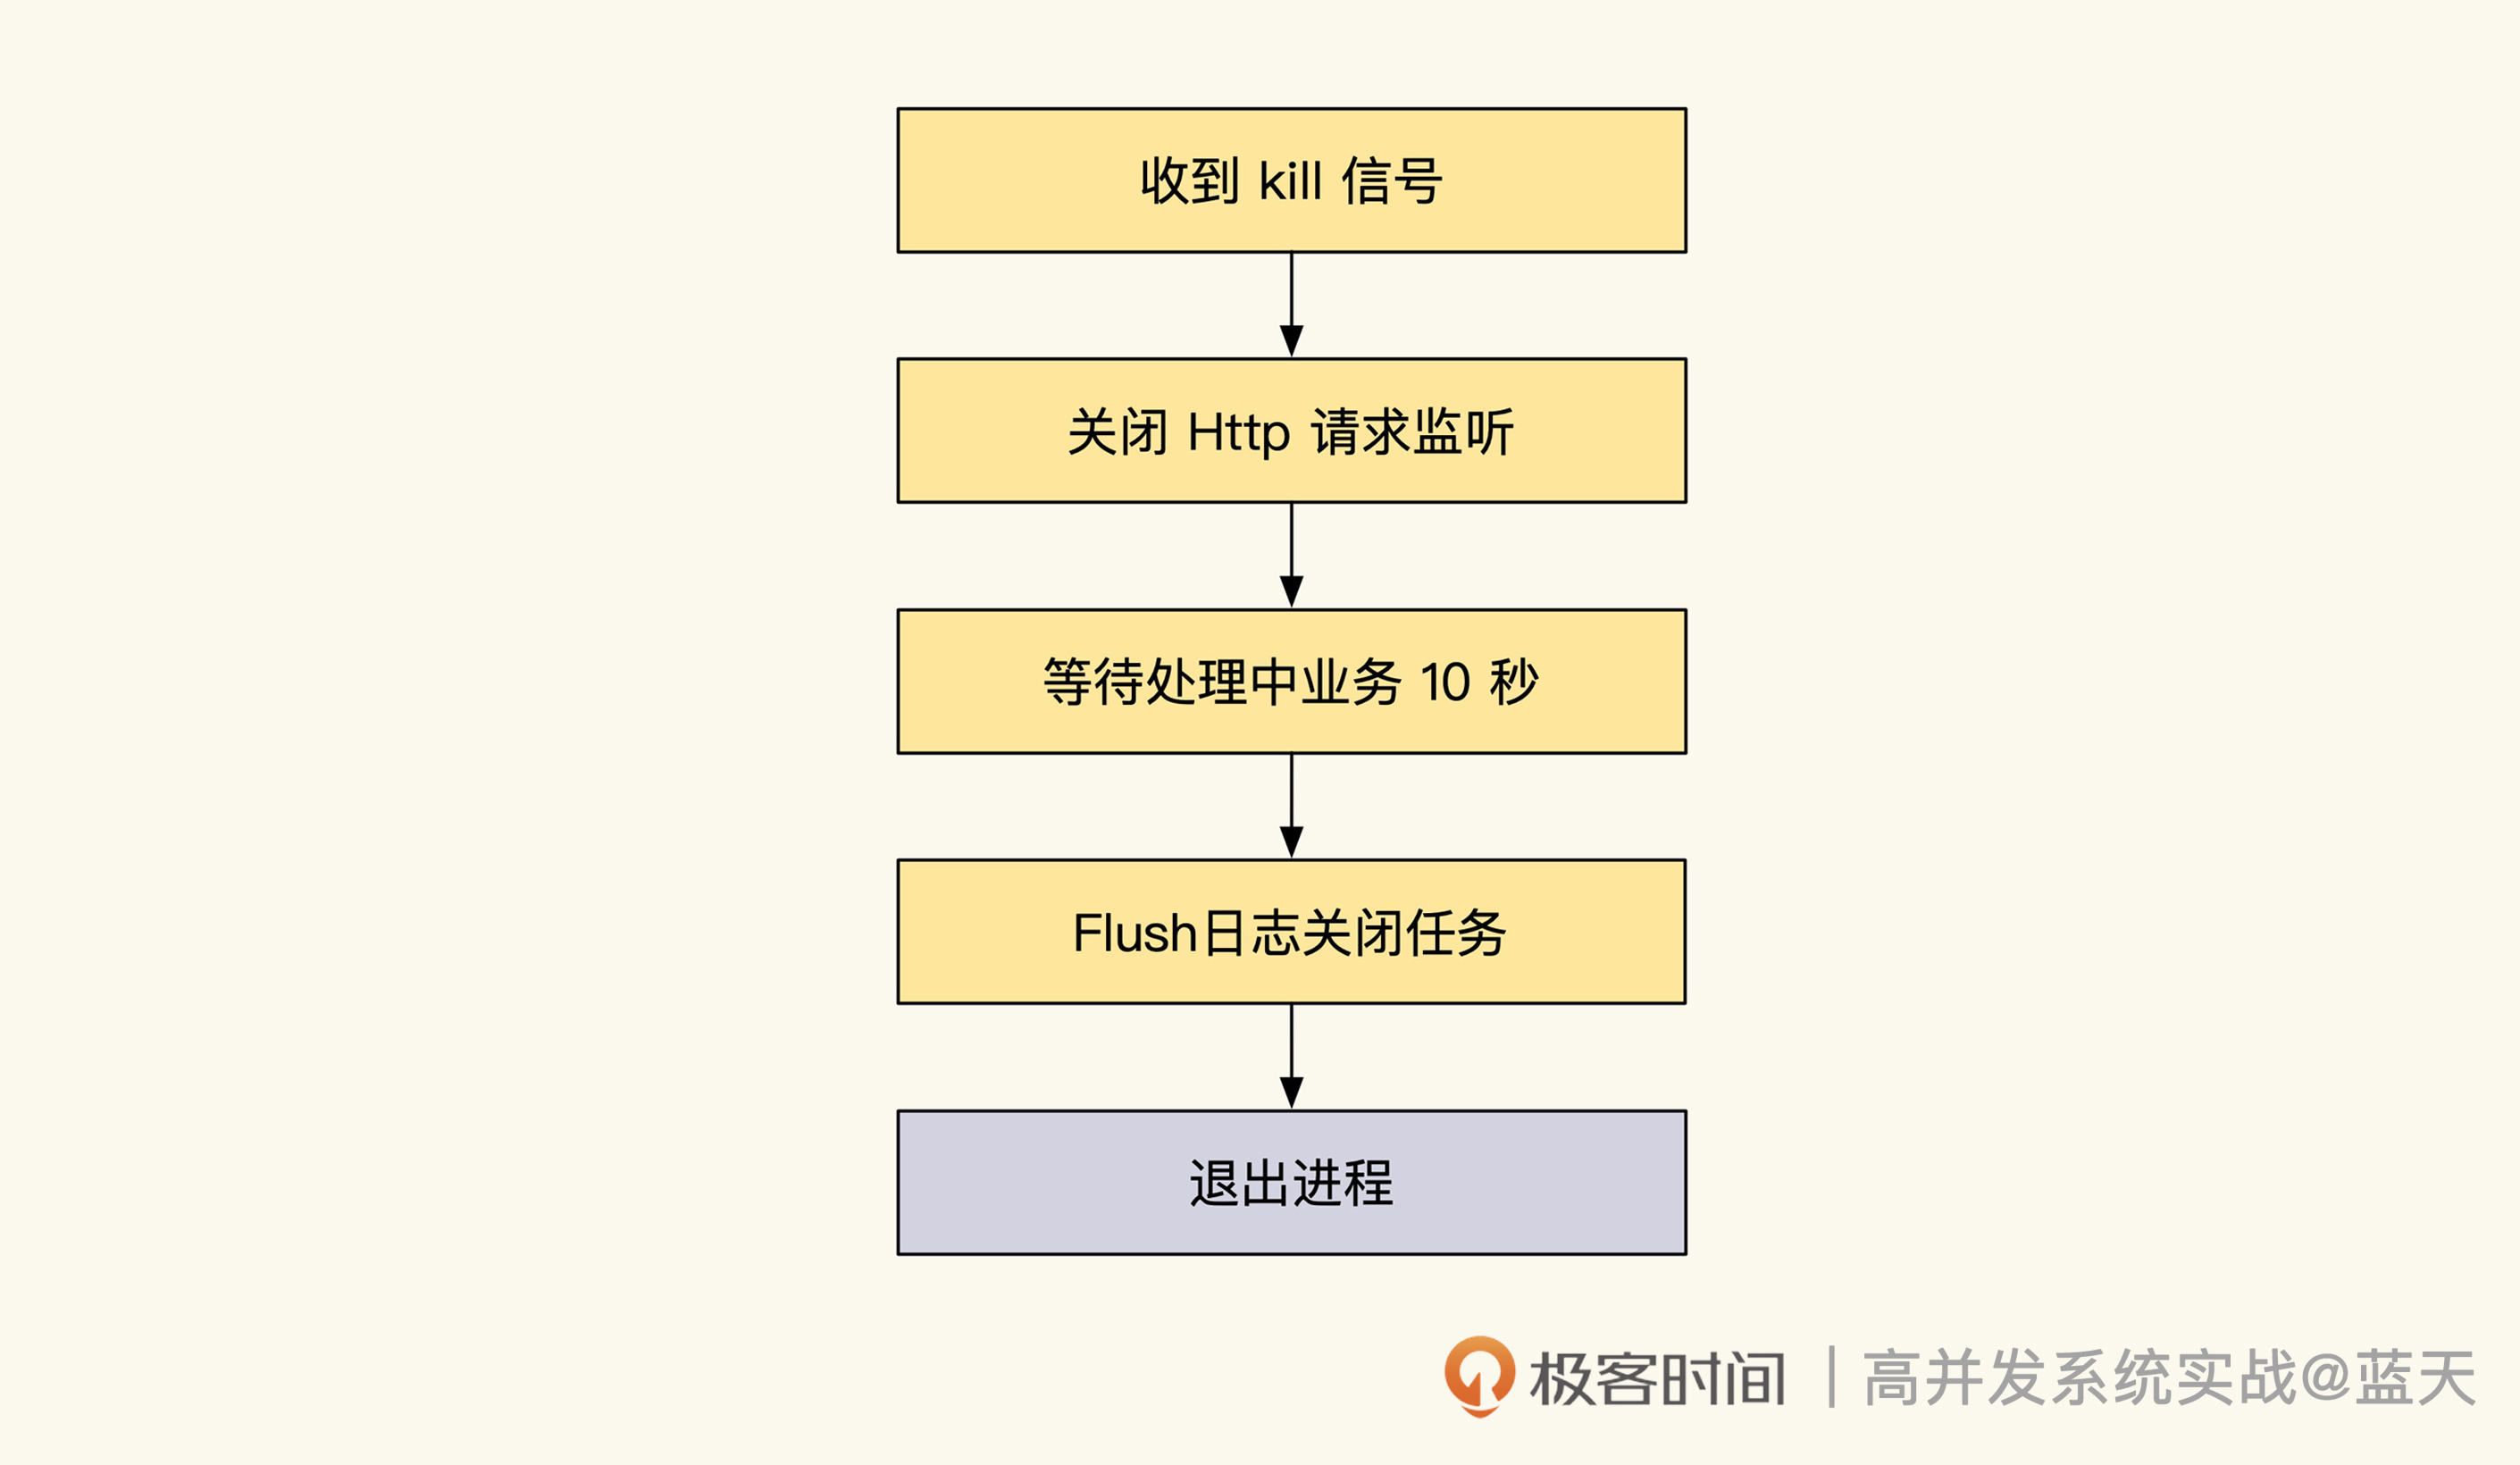 收到 kill 信号
关闭 Http 请求监听
等待处理中业务 10 秒
Flush日志关闭任务
退出进程
极客时间 | 高并发系统实战@蓝天